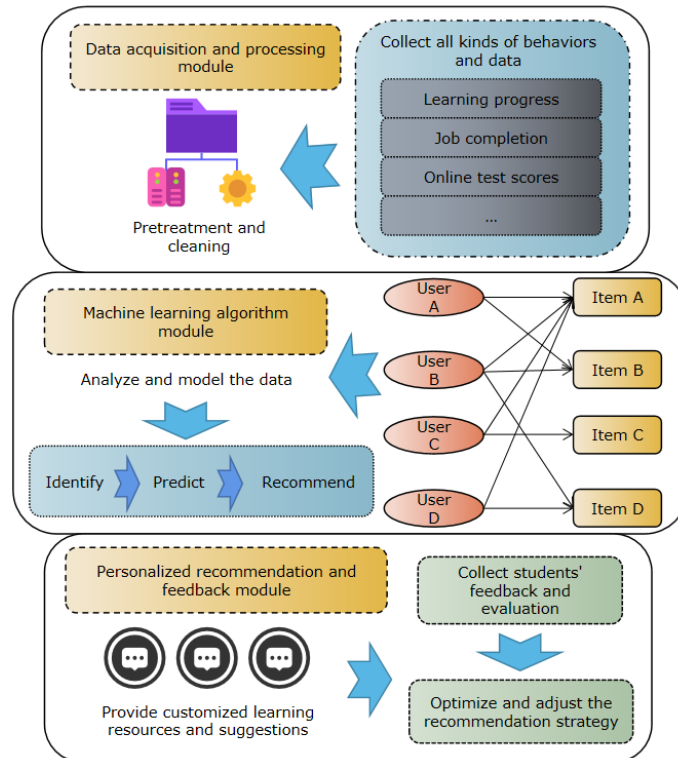 Data acquisition and processing
module
Collect all kinds of behaviors
and data
Learning progress
Job completion
Online test scores
...
Pretreatment and
cleaning
Machine learning algorithm
module
Analyze and model the data
Identify
Predict
Recommend
User
A
User
B
User
C
User
D
Item A
Item B
Item C
Item D
Personalized recommendation and
feedback module
Provide customized learning
resources and suggestions
Collect students'
feedback and
evaluation
Optimize and adjust the
recommendation strategy